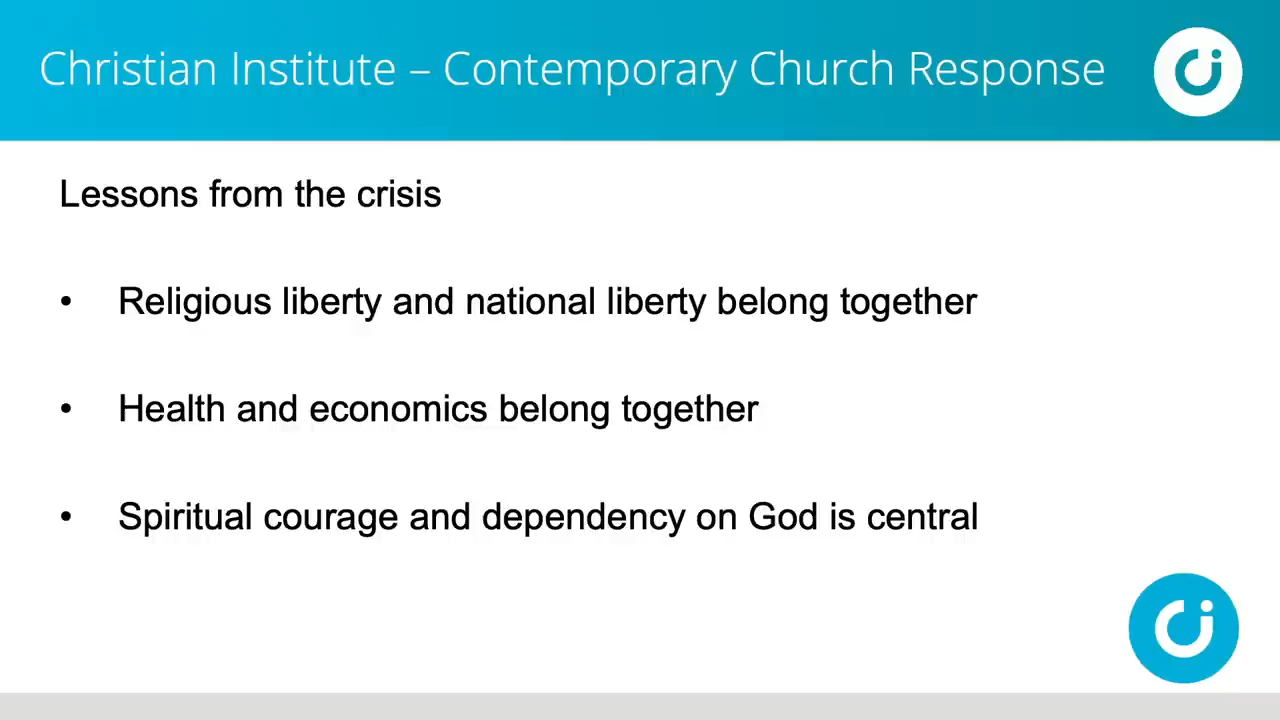 Christian Institute – Contemporary Church Response
Lessons from the crisis
• Religious liberty and national liberty belong together
• Health and economics belong together
• Spiritual courage and dependency on God is central